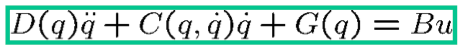 D(q)q̈ + C(q, q̇)q̇ + G(q) = Bu